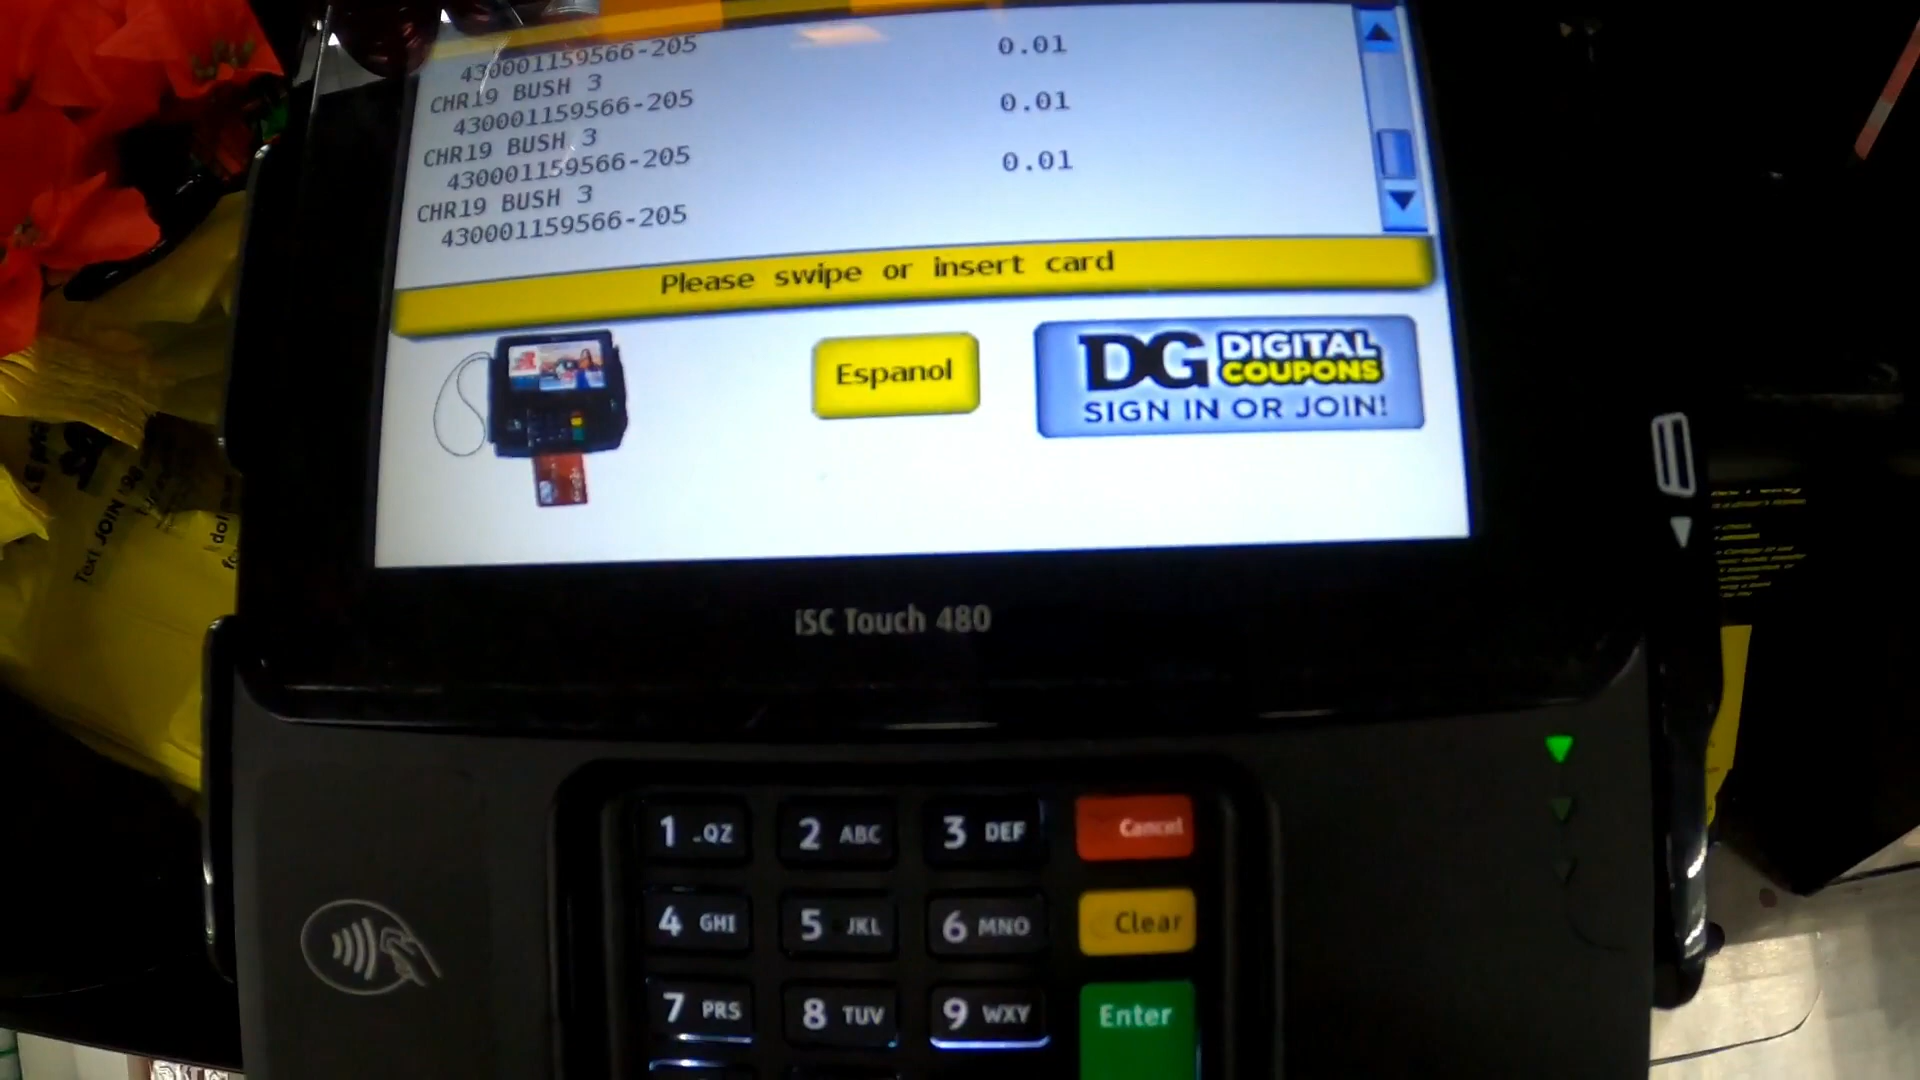 430001159566-205 0.01
CHR19 BUSH 3
430001159566-205 0.01
CHR19 BUSH 3
430001159566-205 0.01
CHR19 BUSH 3
430001159566-205
Please swipe or insert card
Espanol
DG DIGITAL COUPONS
SIGN IN OR JOIN!
iSC Touch 480
1 .QZ 2 ABC 3 DEF Cancel
4 GHI 5 JKL 6 MNO Clear
7 PRS 8 TUV 9 WXY Enter
Text JOIN